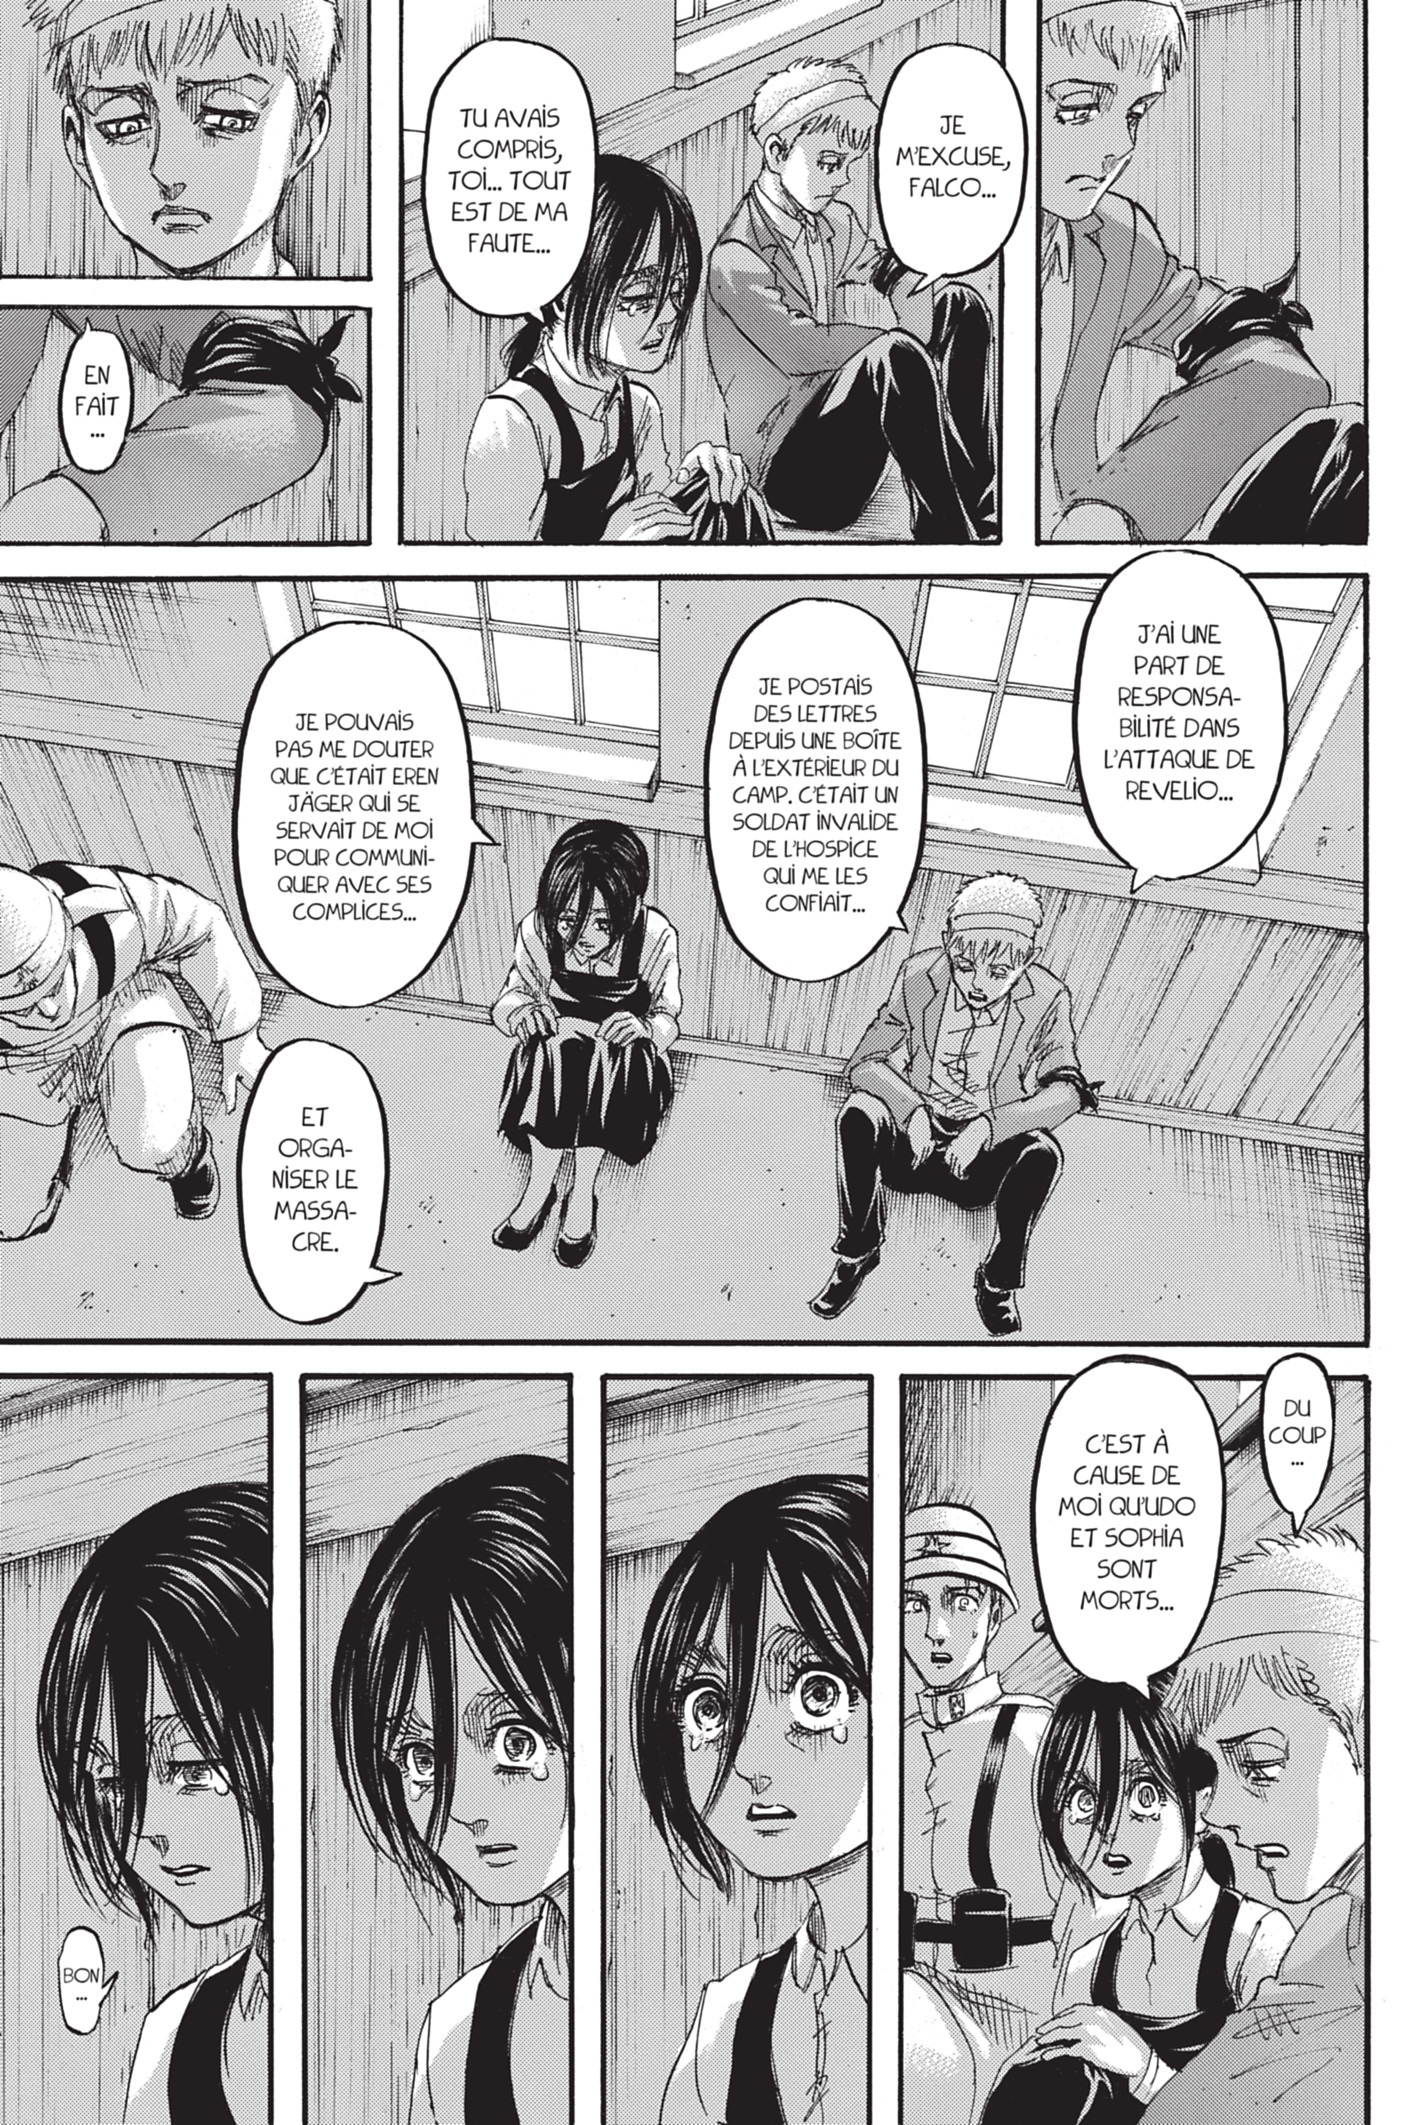 JE
M'EXCUSE,
FALCO...
TU AVAIS
COMPRIS,
TOI... TOUT
EST DE MA
FAUTE...
EN
FAIT
...
J'AI UNE
PART DE
RESPONSA-
BILITÉ DANS
L'ATTAQUE DE
REVELIO...
JE POSTAIS
DES LETTRES
DEPUIS UNE BOÎTE
À L'EXTÉRIEUR DU
CAMP. C'ÉTAIT UN
SOLDAT INVALIDE
DE L'HOSPICE
QUI ME LES
CONFIAIT...
JE POUVAIS
PAS ME DOUTER
QUE C'ÉTAIT EREN
JÄGER QUI SE
SERVAIT DE MOI
POUR COMMUNI-
QUER AVEC SES
COMPLICES...
ET
ORGA-
NISER LE
MASSA-
CRE.
DU
COUP
...
C'EST À
CAUSE DE
MOI QU'UDO
ET SOPHIA
SONT
MORTS...
BON
...